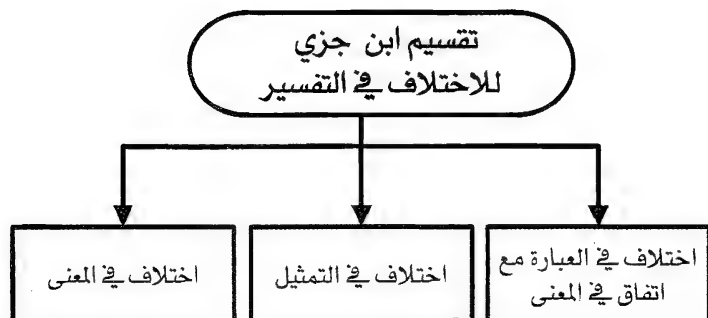 تقسيم ابن جزي
للاختلاف في التفسير
اختلاف في العبارة مع
اتفاق في المعنى
اختلاف في التمثيل
اختلاف في المعنى